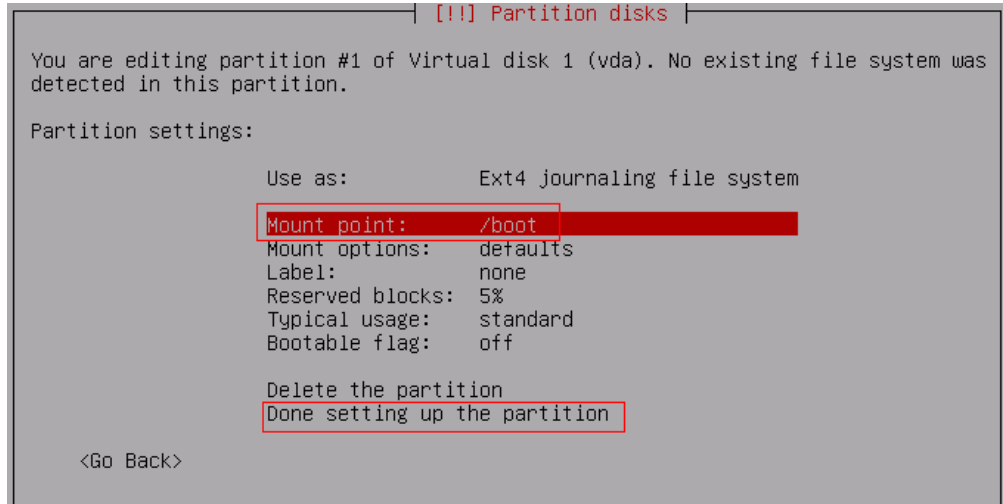 [!!] Partition disks
You are editing partition #1 of Virtual disk 1 (vda). No existing file system was
detected in this partition.
Partition settings:
Use as: Ext4 journaling file system
Mount point: /boot
Mount options: defaults
Label: none
Reserved blocks: 5%
Typical usage: standard
Bootable flag: off
Delete the partition
Done setting up the partition
<Go Back>